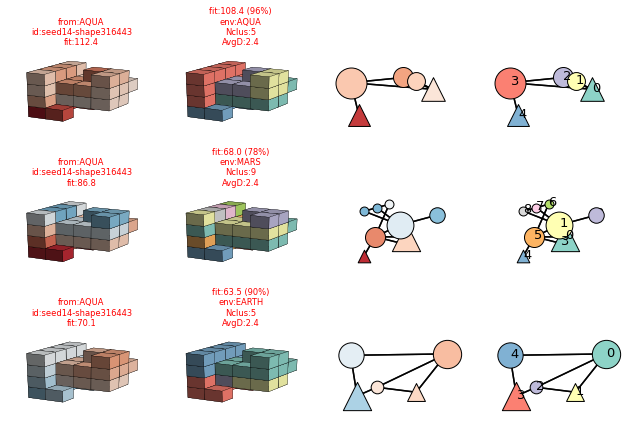 from:AQUA
id:seed14-shape316443
fit:112.4
fit:108.4 (96%)
env:AQUA
Nclus:5
AvgD:2.4
3
2
1
0
4
from:AQUA
id:seed14-shape316443
fit:86.8
fit:68.0 (78%)
env:MARS
Nclus:9
AvgD:2.4
8
7
6
2
1
5
0
3
4
from:AQUA
id:seed14-shape316443
fit:70.1
fit:63.5 (90%)
env:EARTH
Nclus:5
AvgD:2.4
4
0
2
3
1